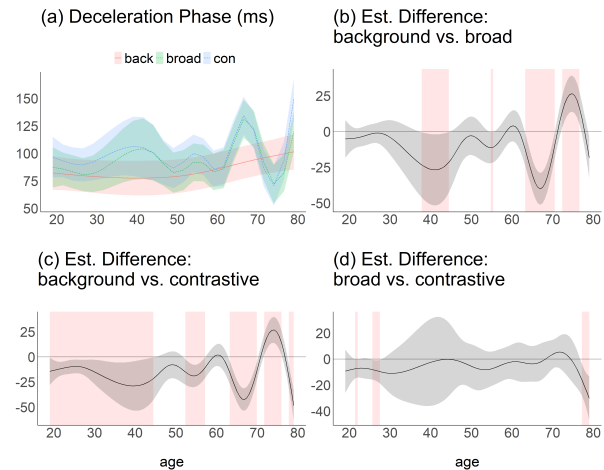 (a) Deceleration Phase (ms)
back broad con
150
125
100
75
50
20 30 40 50 60 70 80
(b) Est. Difference:
background vs. broad
25
0
-25
-50
20 30 40 50 60 70 80
(c) Est. Difference:
background vs. contrastive
25
0
-25
-50
20 30 40 50 60 70 80
age
(d) Est. Difference:
broad vs. contrastive
20
0
-20
-40
20 30 40 50 60 70 80
age